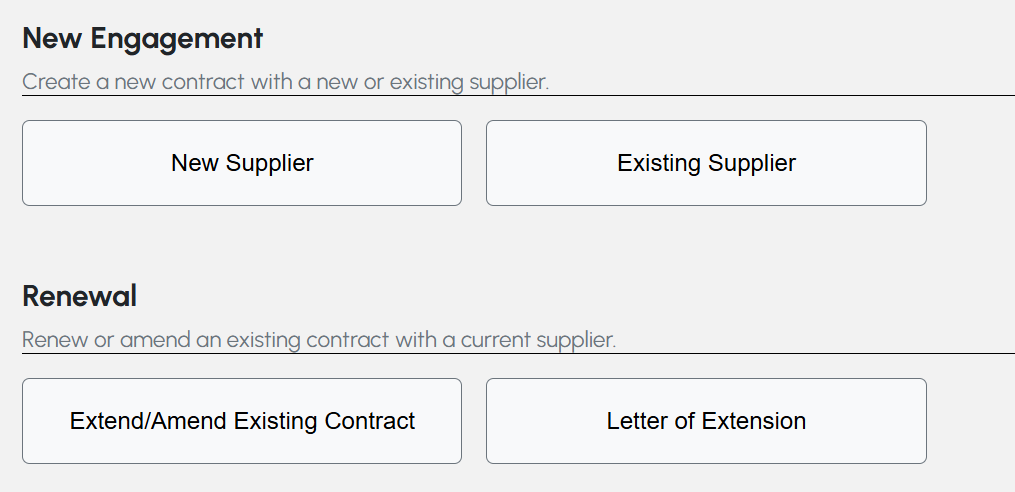 New Engagement
Create a new contract with a new or existing supplier.
New Supplier
Existing Supplier
Renewal
Renew or amend an existing contract with a current supplier.
Extend/Amend Existing Contract
Letter of Extension